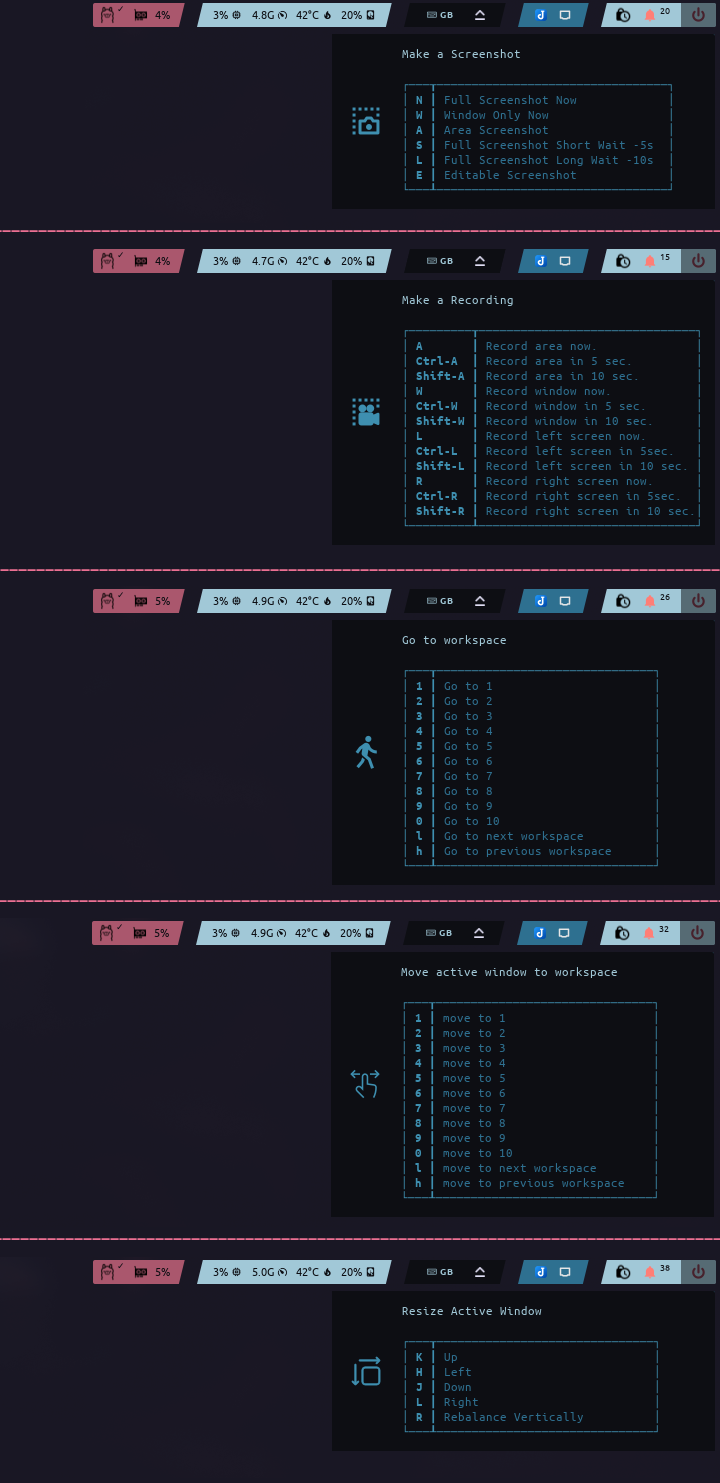 4% 3% 4.8G 42°C 20% GB 20
Make a Screenshot
N Full Screenshot Now
W Window Only Now
A Area Screenshot
S Full Screenshot Short Wait -5s
L Full Screenshot Long Wait -10s
E Editable Screenshot
4% 3% 4.7G 42°C 20% GB 15
Make a Recording
A Record area now.
Ctrl-A Record area in 5 sec.
Shift-A Record area in 10 sec.
W Record window now.
Ctrl-W Record window in 5 sec.
Shift-W Record window in 10 sec.
L Record left screen now.
Ctrl-L Record left screen in 5sec.
Shift-L Record left screen in 10 sec.
R Record right screen now.
Ctrl-R Record right screen in 5sec.
Shift-R Record right screen in 10 sec.
5% 3% 4.9G 42°C 20% GB 26
Go to workspace
1 Go to 1
2 Go to 2
3 Go to 3
4 Go to 4
5 Go to 5
6 Go to 6
7 Go to 7
8 Go to 8
9 Go to 9
0 Go to 10
l Go to next workspace
h Go to previous workspace
5% 3% 4.9G 42°C 20% GB 32
Move active window to workspace
1 move to 1
2 move to 2
3 move to 3
4 move to 4
5 move to 5
6 move to 6
7 move to 7
8 move to 8
9 move to 9
0 move to 10
l move to next workspace
h move to previous workspace
5% 3% 5.0G 42°C 20% GB 38
Resize Active Window
K Up
H Left
J Down
L Right
R Rebalance Vertically